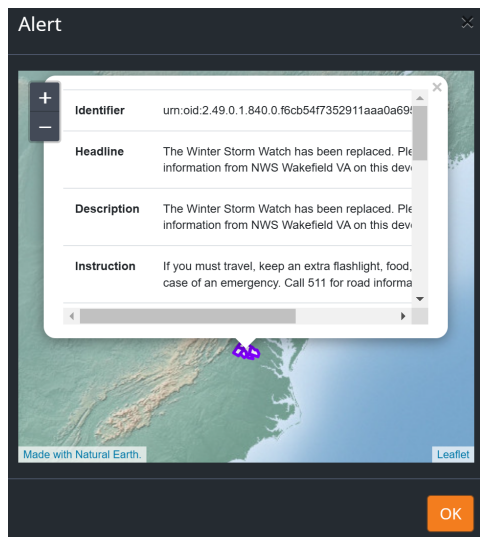 Alert
×
×
+
−
Identifier urn:oid:2.49.0.1.840.0.f6cb54f7352911aaa0a695
Headline The Winter Storm Watch has been replaced. Ple
information from NWS Wakefield VA on this deve
Description The Winter Storm Watch has been replaced. Ple
information from NWS Wakefield VA on this deve
Instruction If you must travel, keep an extra flashlight, food,
case of an emergency. Call 511 for road informa
Made with Natural Earth. Leaflet
OK